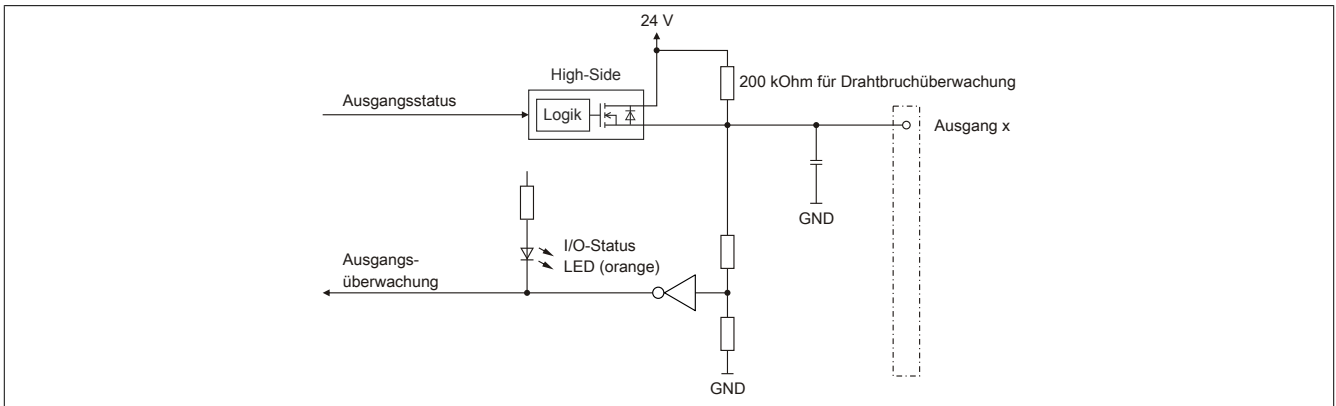 24 V
High-Side
200 kOhm für Drahtbruchüberwachung
Ausgangsstatus
Logik
Ausgang x
GND
I/O-Status
LED (orange)
Ausgangs-
überwachung
GND